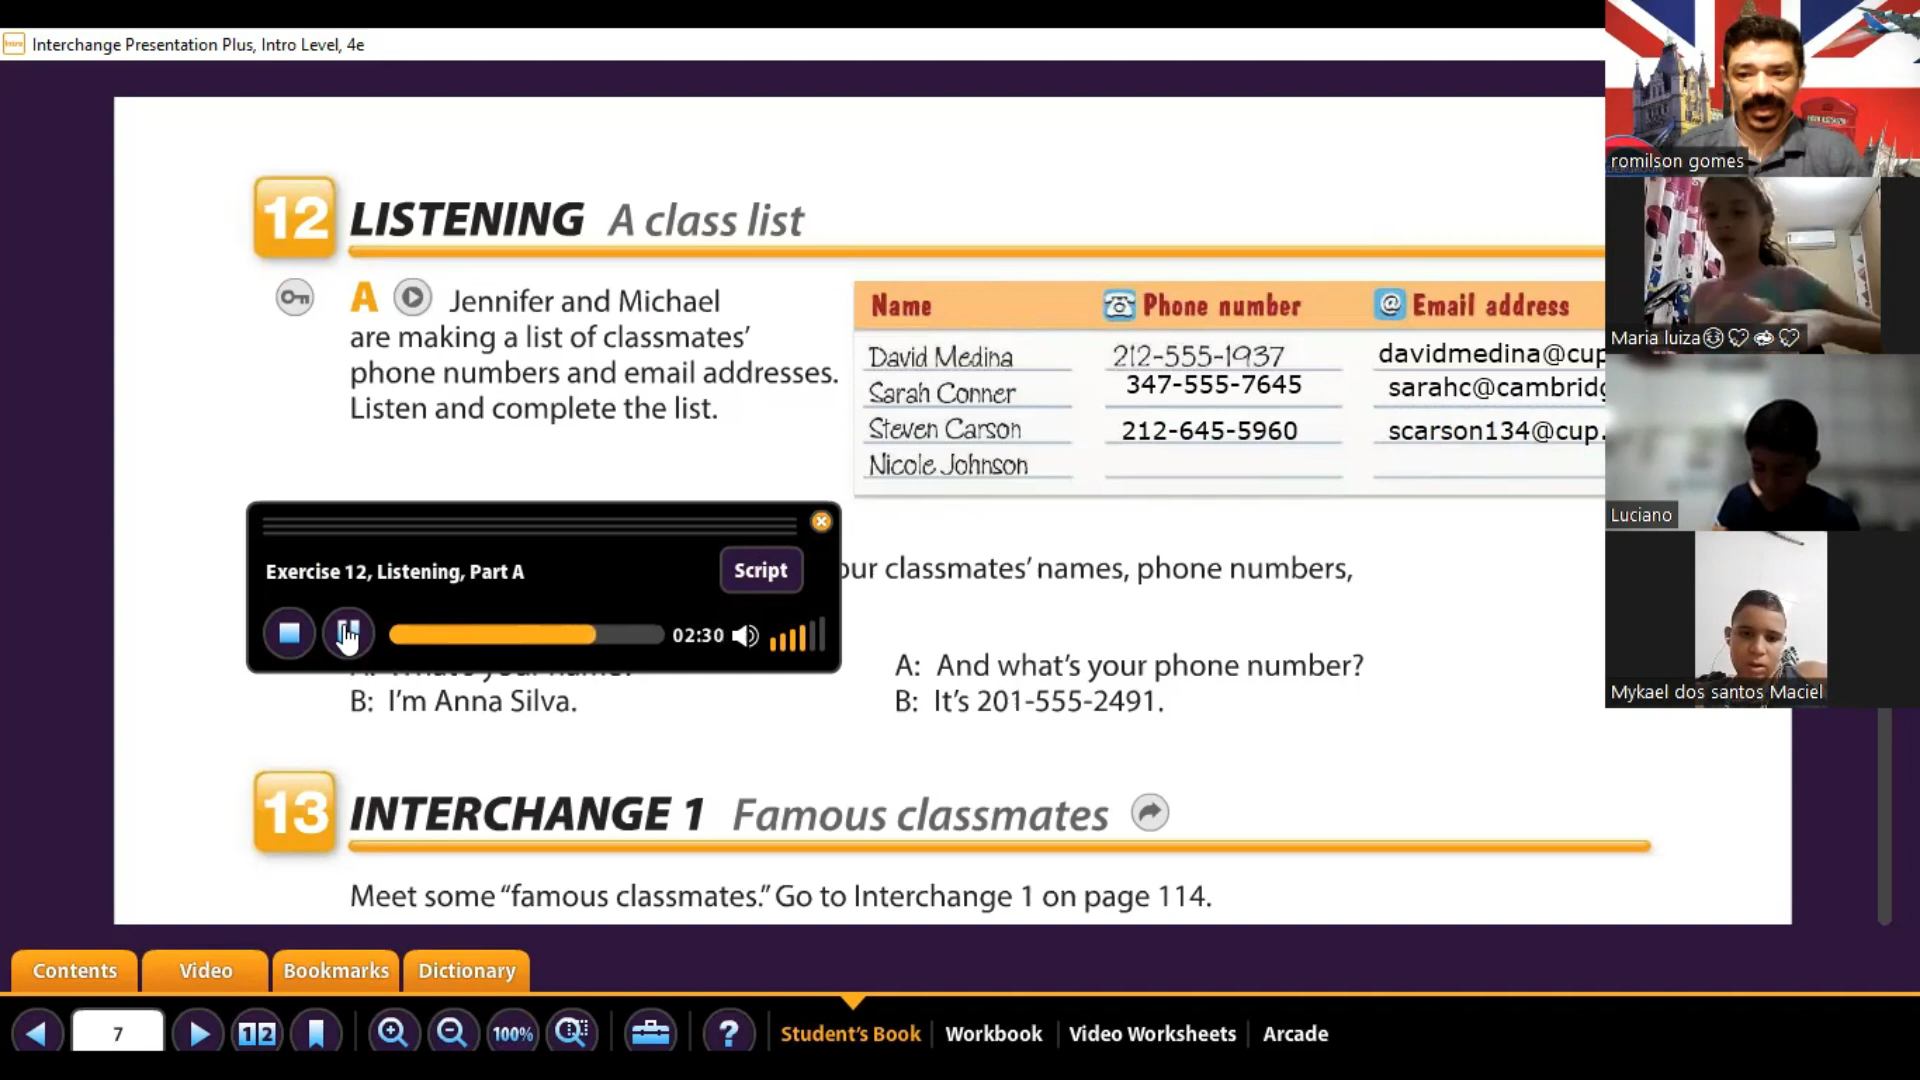 Interchange Presentation Plus, Intro Level, 4e
12 LISTENING A class list
A Jennifer and Michael
are making a list of classmates'
phone numbers and email addresses.
Listen and complete the list.
Name Phone number @ Email address
David Medina 212-555-1937 davidmedina@cup
Sarah Conner 347-555-7645 sarahc@cambridg
Steven Carson 212-645-5960 scarson134@cup.
Nicole Johnson
Exercise 12, Listening, Part A Script
02:30
our classmates' names, phone numbers,
A: What's your name?
B: I'm Anna Silva.
A: And what's your phone number?
B: It's 201-555-2491.
13 INTERCHANGE 1 Famous classmates
Meet some "famous classmates." Go to Interchange 1 on page 114.
romilson gomes
Maria luiza
Luciano
Mykael dos santos Maciel
Contents Video Bookmarks Dictionary
7 12 100% ? Student's Book Workbook Video Worksheets Arcade